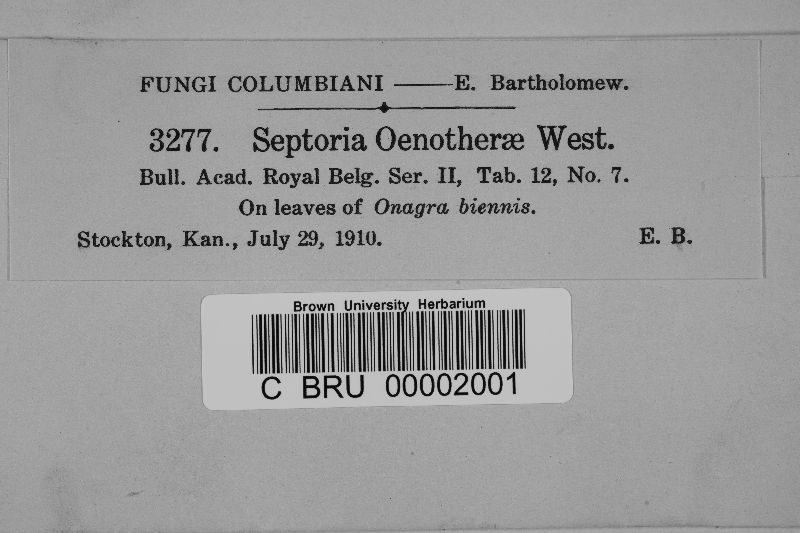 FUNGI COLUMBIANI —— E. Bartholomew.
3277. Septoria Oenotheræ West.
Bull. Acad. Royal Belg. Ser. II, Tab. 12, No. 7.
On leaves of Onagra biennis.
Stockton, Kan., July 29, 1910. E. B.
Brown University Herbarium
C BRU 00002001